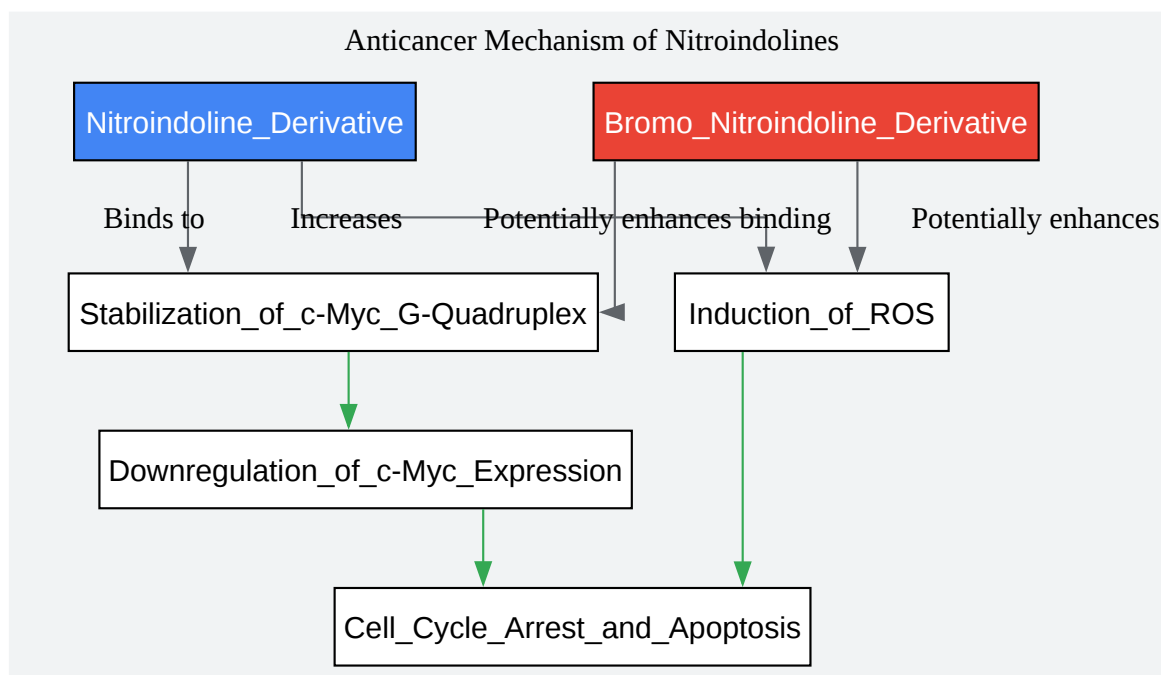 Anticancer Mechanism of Nitroindolines
Nitroindoline_Derivative
Bromo_Nitroindoline_Derivative
Binds to
Increases
Potentially enhances binding
Potentially enhances
Stabilization_of_c-Myc_G-Quadruplex
Induction_of_ROS
Downregulation_of_c-Myc_Expression
Cell_Cycle_Arrest_and_Apoptosis